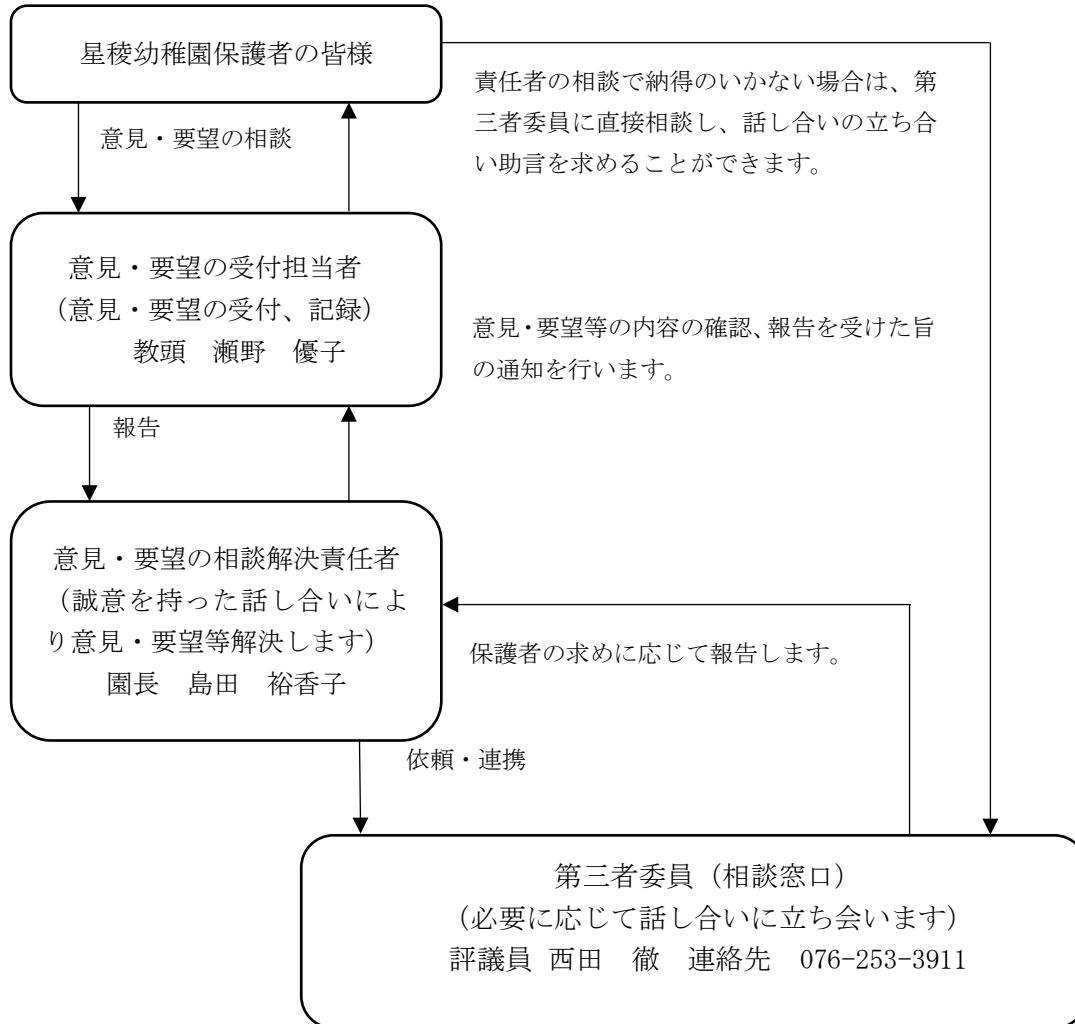 星稜幼稚園保護者の皆様
責任者の相談で納得のいかない場合は、第
三者委員に直接相談し、話し合いの立ち合
い助言を求めることができます。
意見・要望の相談
意見・要望の受付担当者
（意見・要望の受付、記録）
教頭　瀬野　優子
意見・要望等の内容の確認、報告を受けた旨
の通知を行います。
報告
意見・要望の相談解決責任者
（誠意を持った話し合いによ
り意見・要望等解決します）
園長　島田　裕香子
保護者の求めに応じて報告します。
依頼・連携
第三者委員（相談窓口）
（必要に応じて話し合いに立ち会います）
評議員 西田　徹　連絡先　076-253-3911